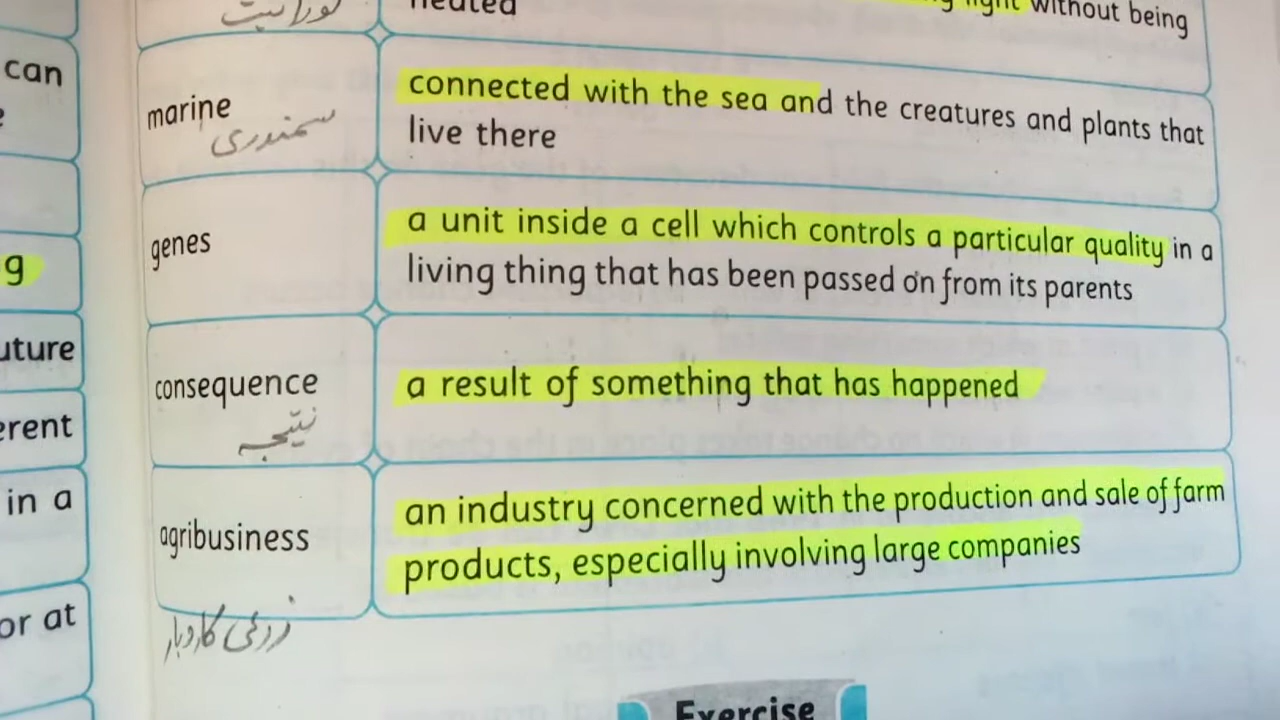 heated
light without being
نورانیت
marine
سمندری
connected with the sea and the creatures and plants that
live there
genes
a unit inside a cell which controls a particular quality in a
living thing that has been passed on from its parents
consequence
نتیجہ
a result of something that has happened
agribusiness
an industry concerned with the production and sale of farm
products, especially involving large companies
زرعی کاروبار
can
g
uture
erent
in a
or at
Exercise